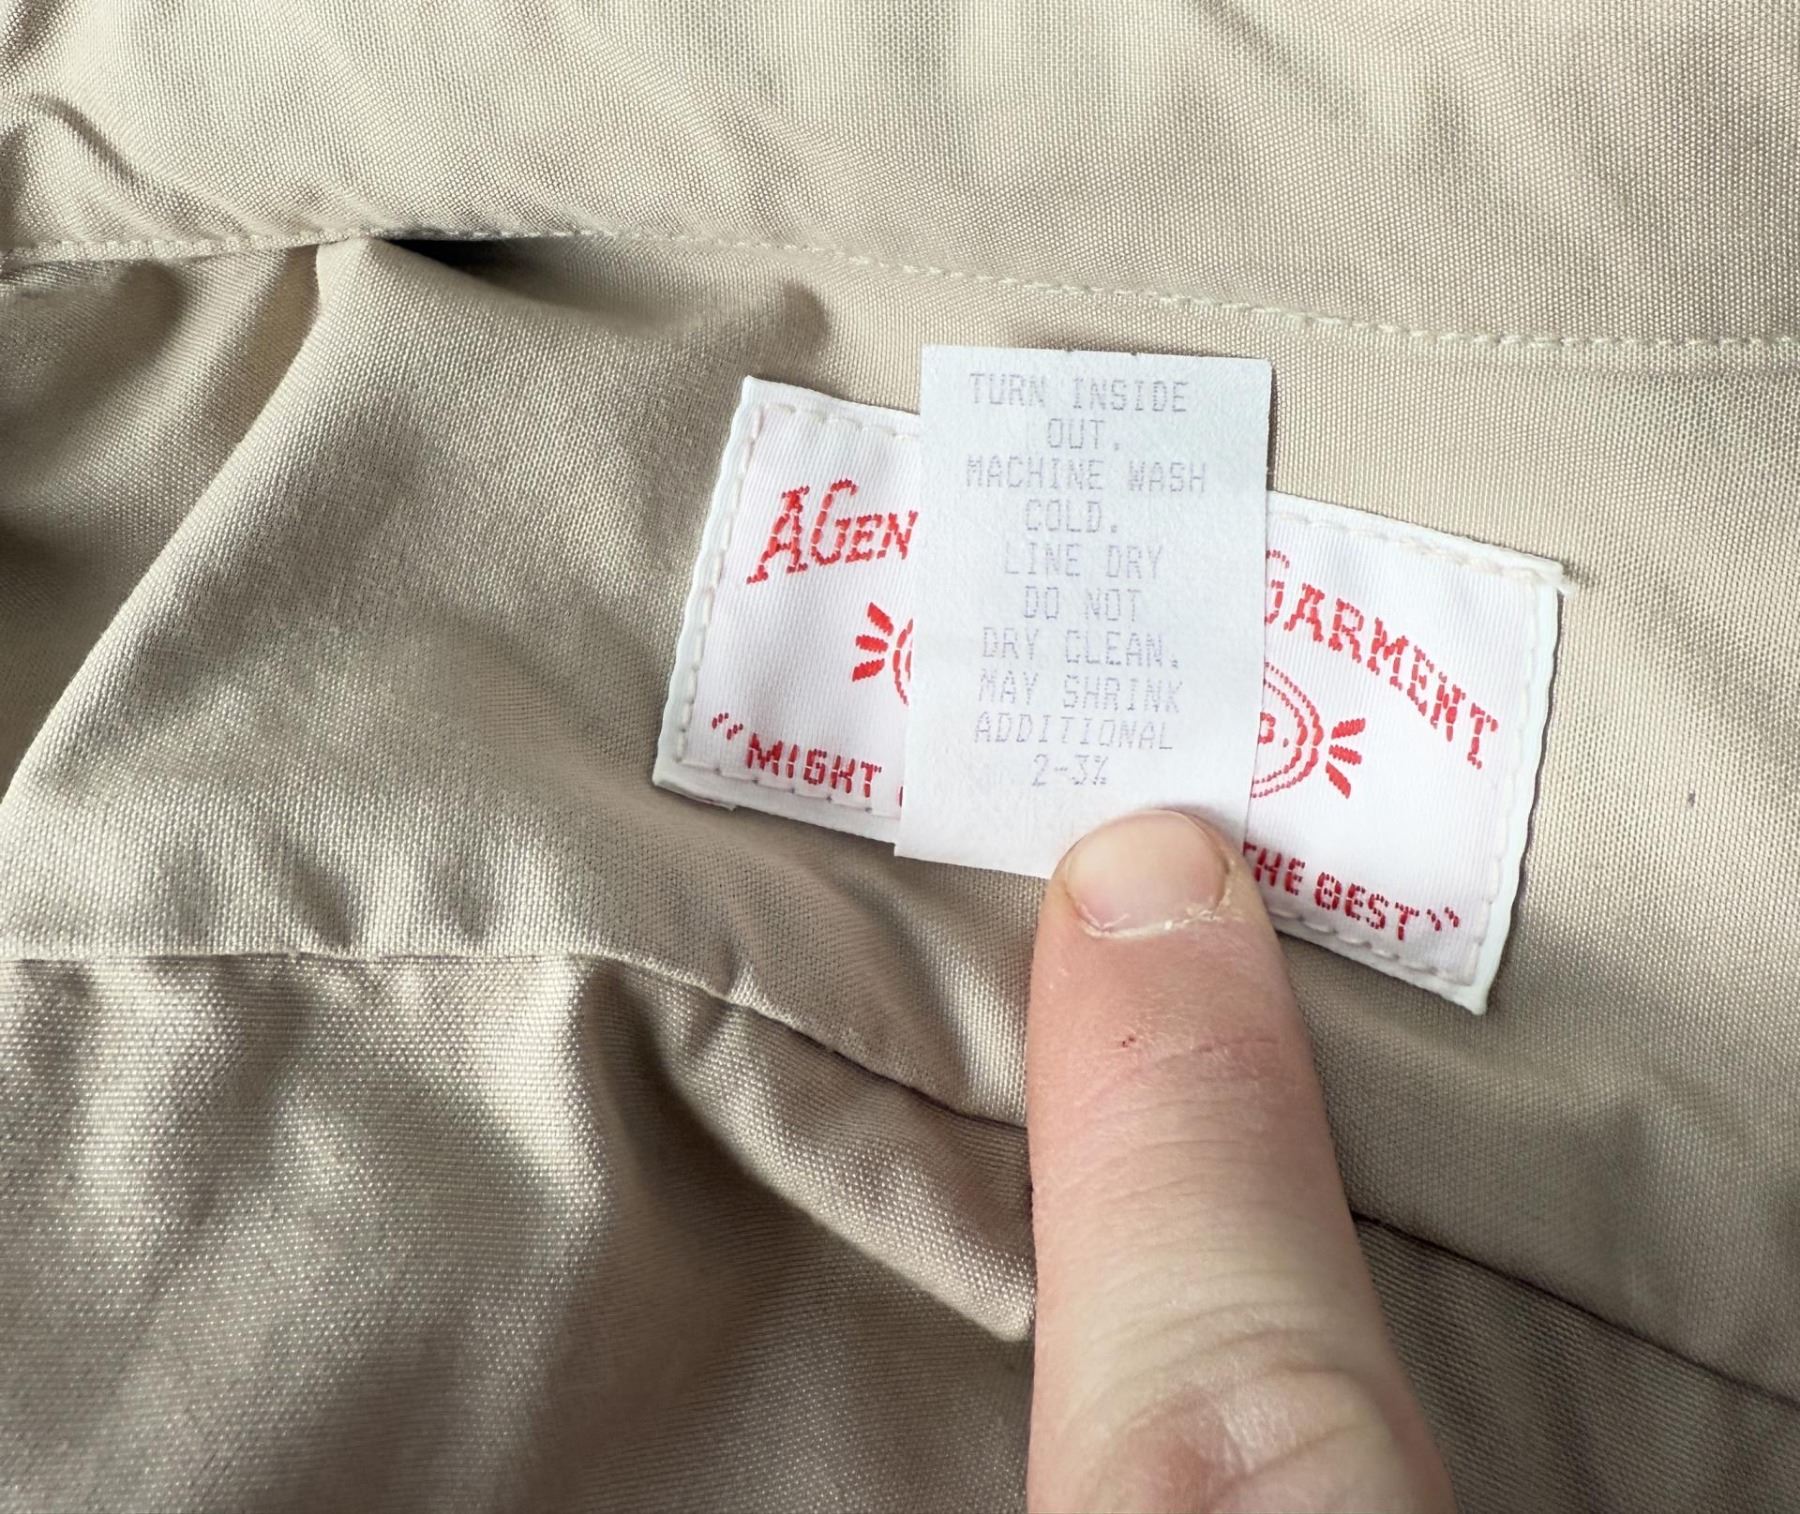 TURN INSIDE
OUT.
MACHINE WASH
COLD.
LINE DRY
DO NOT
DRY CLEAN.
MAY SHRINK
ADDITIONAL
2-3%
GARMENT
B.
"MIGHT
THE BEST"